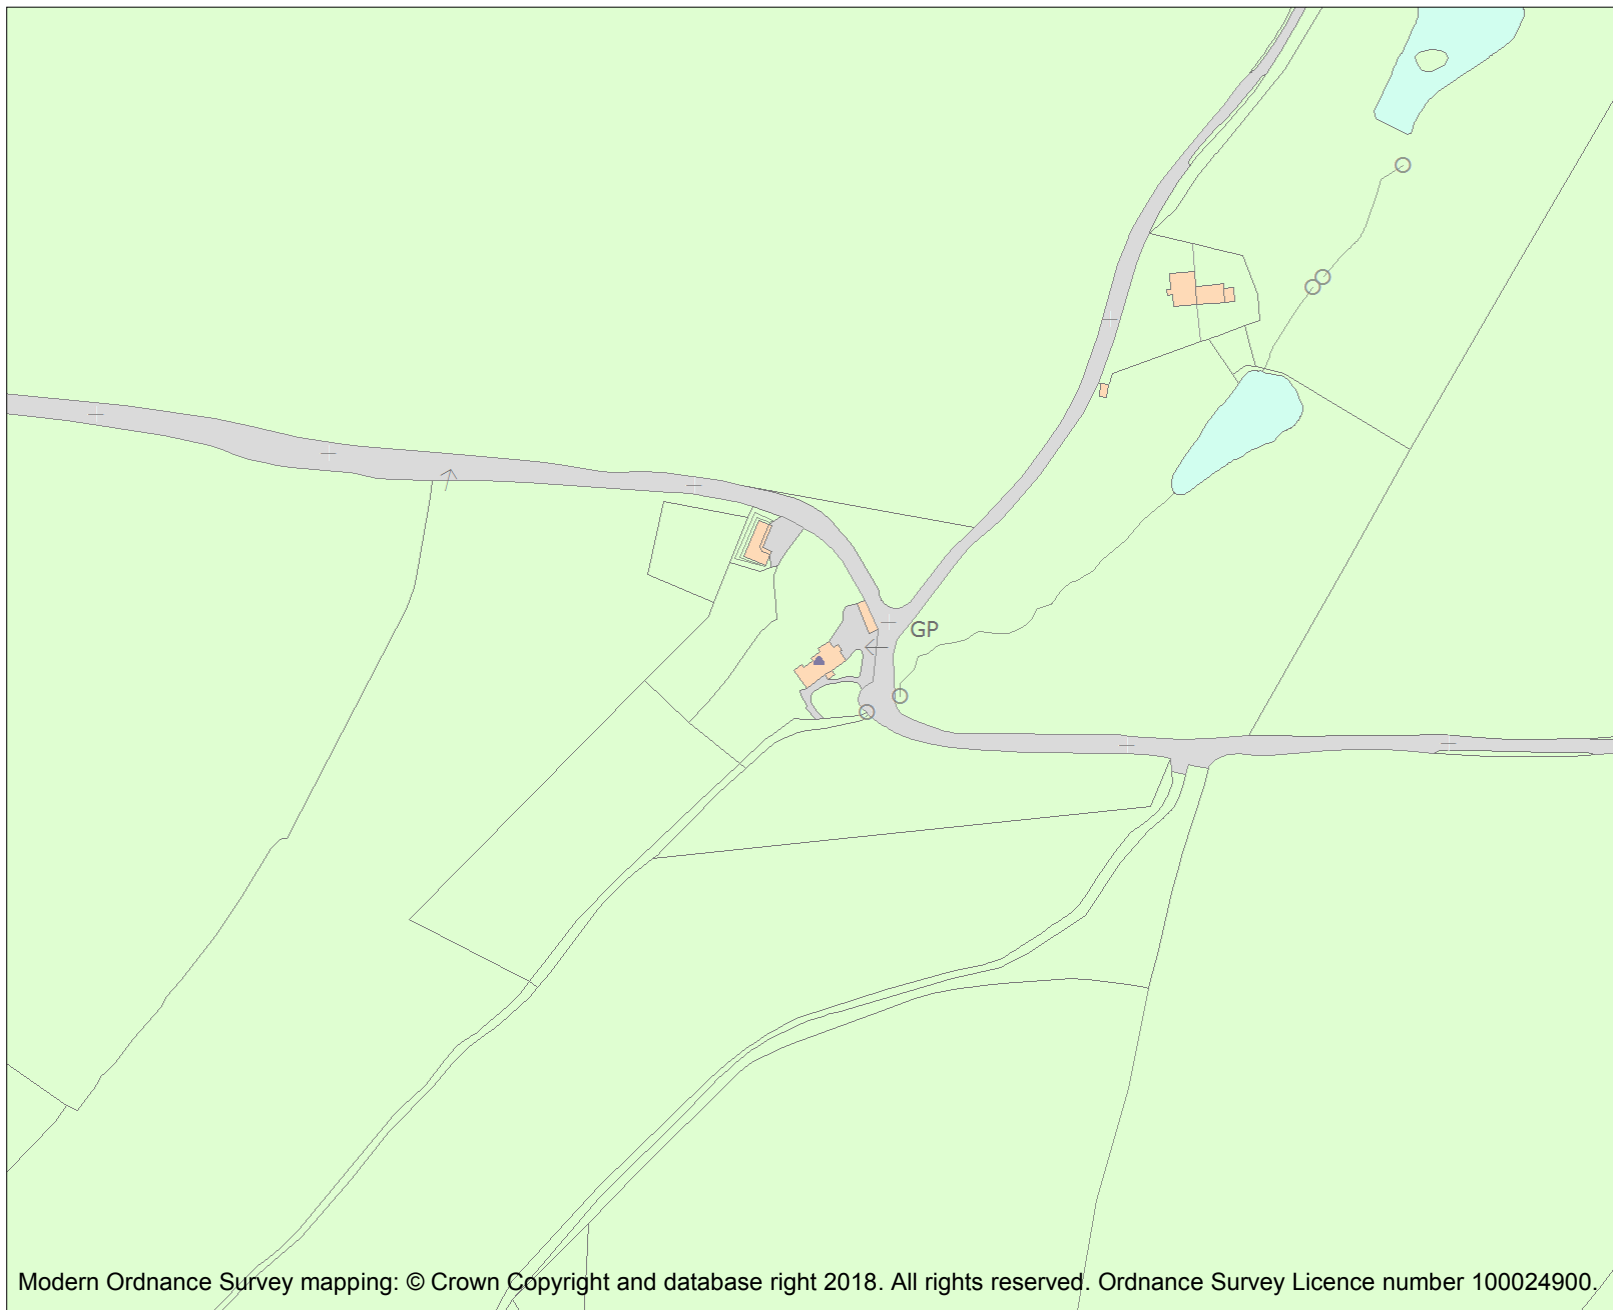 GP
Modern Ordnance Survey mapping: © Crown Copyright and database right 2018. All rights reserved. Ordnance Survey Licence number 100024900.